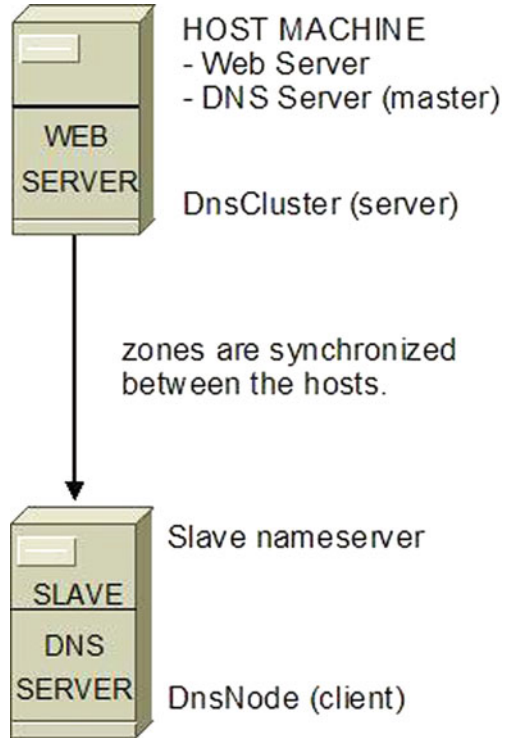 HOST MACHINE
- Web Server
- DNS Server (master)
WEB
SERVER
DnsCluster (server)
zones are synchronized
between the hosts.
Slave nameserver
SLAVE
DNS
SERVER
DnsNode (client)